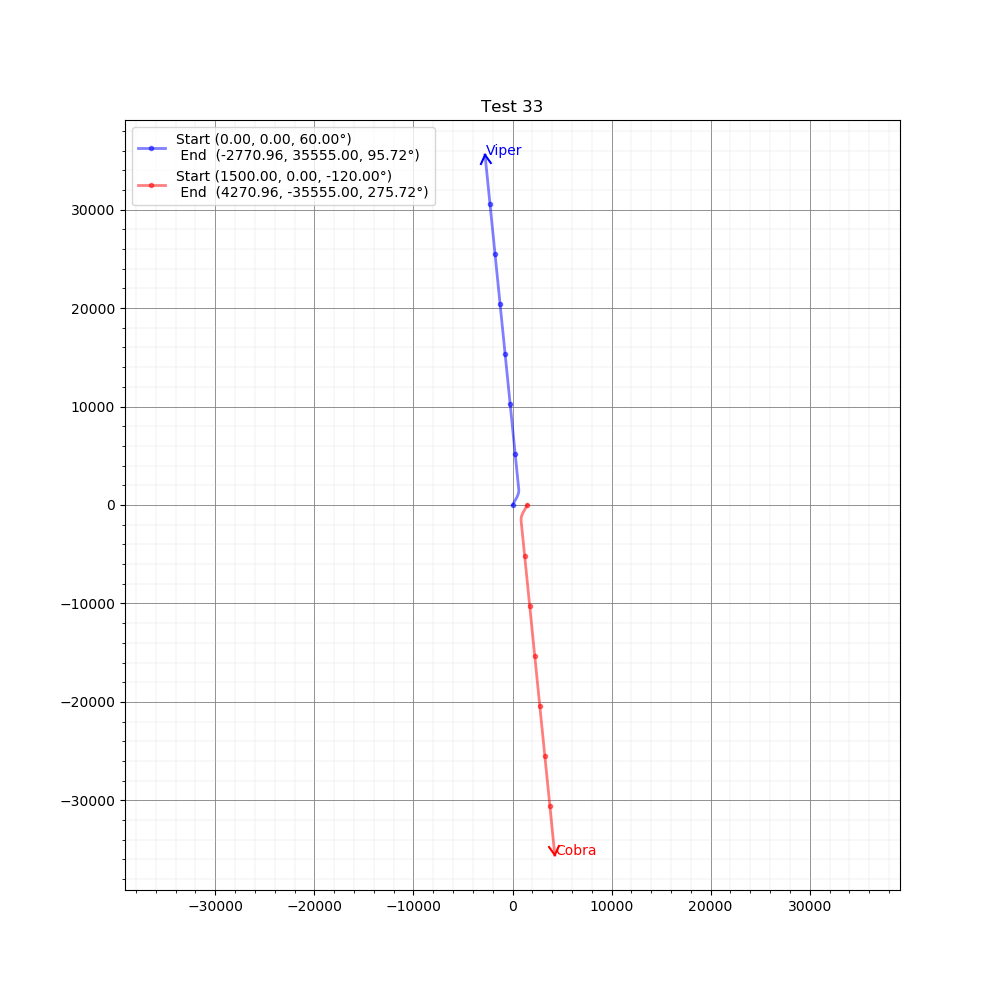 Test 33
Start (0.00, 0.00, 60.00°)
End  (-2770.96, 35555.00, 95.72°)
Start (1500.00, 0.00, -120.00°)
End  (4270.96, -35555.00, 275.72°)
Viper
30000
20000
10000
0
−10000
−20000
−30000
Cobra
−30000 −20000 −10000 0 10000 20000 30000